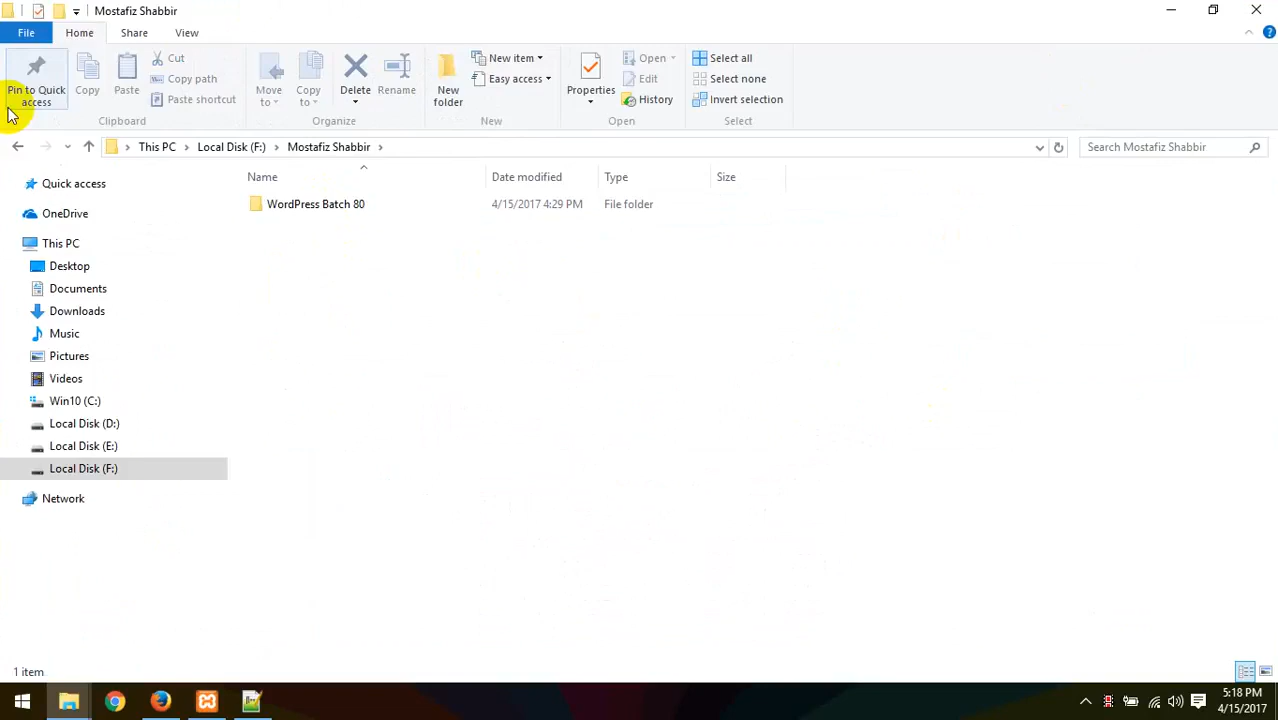 Mostafiz Shabbir
File Home Share View
Pin to Quick access
Copy
Paste
Cut
Copy path
Paste shortcut
Clipboard
Move to
Copy to
Delete
Rename
Organize
New folder
New item
Easy access
New
Properties
Open
Edit
History
Open
Select all
Select none
Invert selection
Select
This PC Local Disk (F:) Mostafiz Shabbir
Search Mostafiz Shabbir
Name Date modified Type Size
WordPress Batch 80 4/15/2017 4:29 PM File folder
Quick access
OneDrive
This PC
Desktop
Documents
Downloads
Music
Pictures
Videos
Win10 (C:)
Local Disk (D:)
Local Disk (E:)
Local Disk (F:)
Network
1 item
5:18 PM
4/15/2017